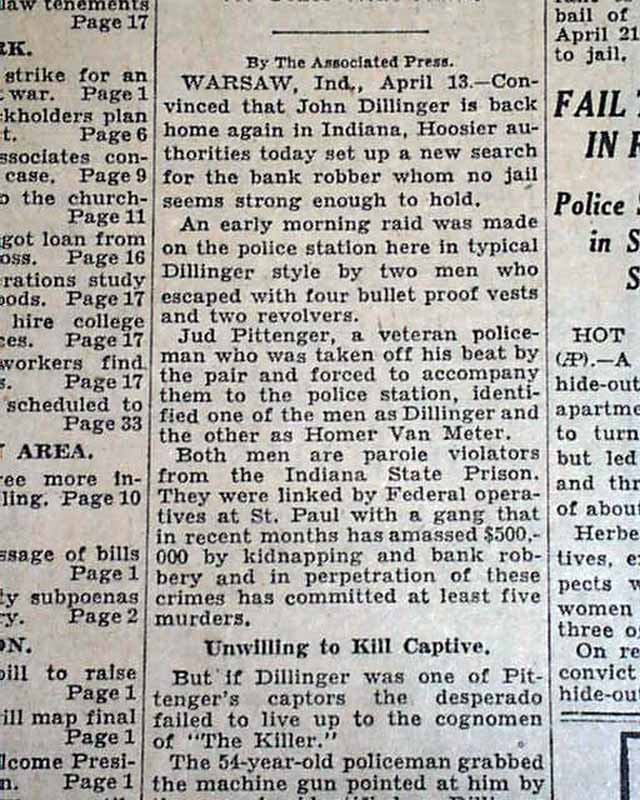 aw tenements
Page 17
RK.
strike for an
war. Page 1
ckholders plan
t. Page 6
ssociates con-
case. Page 9
o the church-
Page 11
got loan from
oss. Page 16
rations study
oods. Page 17
hire college
ces. Page 17
workers find
s. Page 17
scheduled to
Page 33
AREA.
ree more in-
ling. Page 10
ssage of bills
Page 1
ty subpoenas
ry. Page 2
ON.
bill to raise
Page 1
ill map final
Page 1
lcome Presi-
n. Page 1
By The Associated Press.
WARSAW, Ind., April 13.—Con-
vinced that John Dillinger is back
home again in Indiana, Hoosier au-
thorities today set up a new search
for the bank robber whom no jail
seems strong enough to hold.
An early morning raid was made
on the police station here in typical
Dillinger style by two men who
escaped with four bullet proof vests
and two revolvers.
Jud Pittenger, a veteran police-
man who was taken off his beat by
the pair and forced to accompany
them to the police station, identi-
fied one of the men as Dillinger and
the other as Homer Van Meter.
Both men are parole violators
from the Indiana State Prison.
They were linked by Federal opera-
tives at St. Paul with a gang that
in recent months has amassed $500,-
000 by kidnapping and bank rob-
bery and in perpetration of these
crimes has committed at least five
murders.
Unwilling to Kill Captive.
But if Dillinger was one of Pit-
tenger's captors the desperado
failed to live up to the cognomen
of "The Killer."
The 54-year-old policeman grabbed
the machine gun pointed at him by
bail of
April 21
to jail.
FAIL
IN
Police
in S
S
HOT
(AP).—A
hide-out
apartme
to turn
but led
and thr
of about
Herbe
tives, e
pects w
women
three o
On re
convict
hide-ou